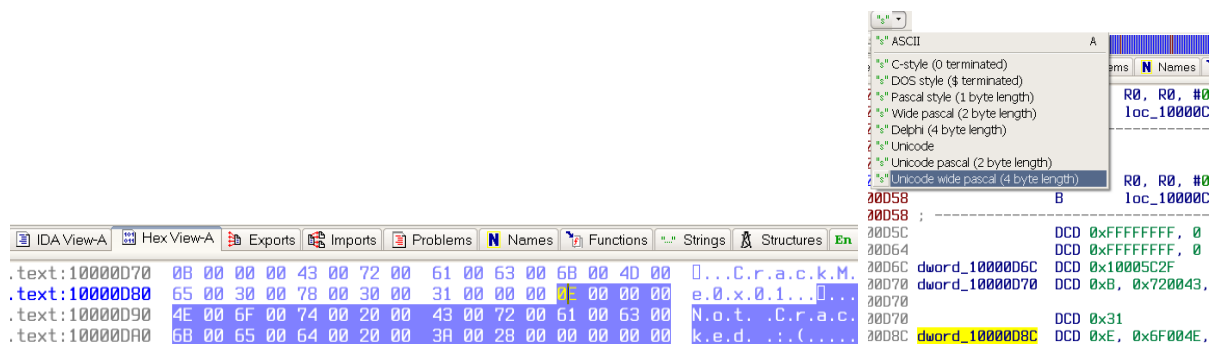 IDA View-A Hex View-A Exports Imports Problems N Names Functions Strings Structures En
.text:10000D70 0B 00 00 00 43 00 72 00 61 00 63 00 6B 00 4D 00 ...C.r.a.c.k.M.
.text:10000D80 65 00 30 00 78 00 30 00 31 00 00 00 0E 00 00 00 e.0.x.0.1.......
.text:10000D90 4E 00 6F 00 74 00 20 00 43 00 72 00 61 00 63 00 N.o.t. .C.r.a.c.
.text:10000DA0 6B 00 65 00 64 00 20 00 3A 00 28 00 00 00 00 00 k.e.d. .:.(.....
"s"
"s" ASCII A
"s" C-style (0 terminated)
"s" DOS style ($ terminated)
"s" Pascal style (1 byte length)
"s" Wide pascal (2 byte length)
"s" Delphi (4 byte length)
"s" Unicode
"s" Unicode pascal (2 byte length)
"s" Unicode wide pascal (4 byte length)
ems N Names
R0, R0, #0
loc_10000C
R0, R0, #0
00D58 B loc_10000C
00D58 ;
00D5C DCD 0xFFFFFFFF, 0
00D64 DCD 0xFFFFFFFF, 0
00D6C dword_10000D6C DCD 0x10005C2F
00D70 dword_10000D70 DCD 0xB, 0x720043,
00D70
00D70 DCD 0x31
00D8C dword_10000D8C DCD 0xE, 0x6F004E,